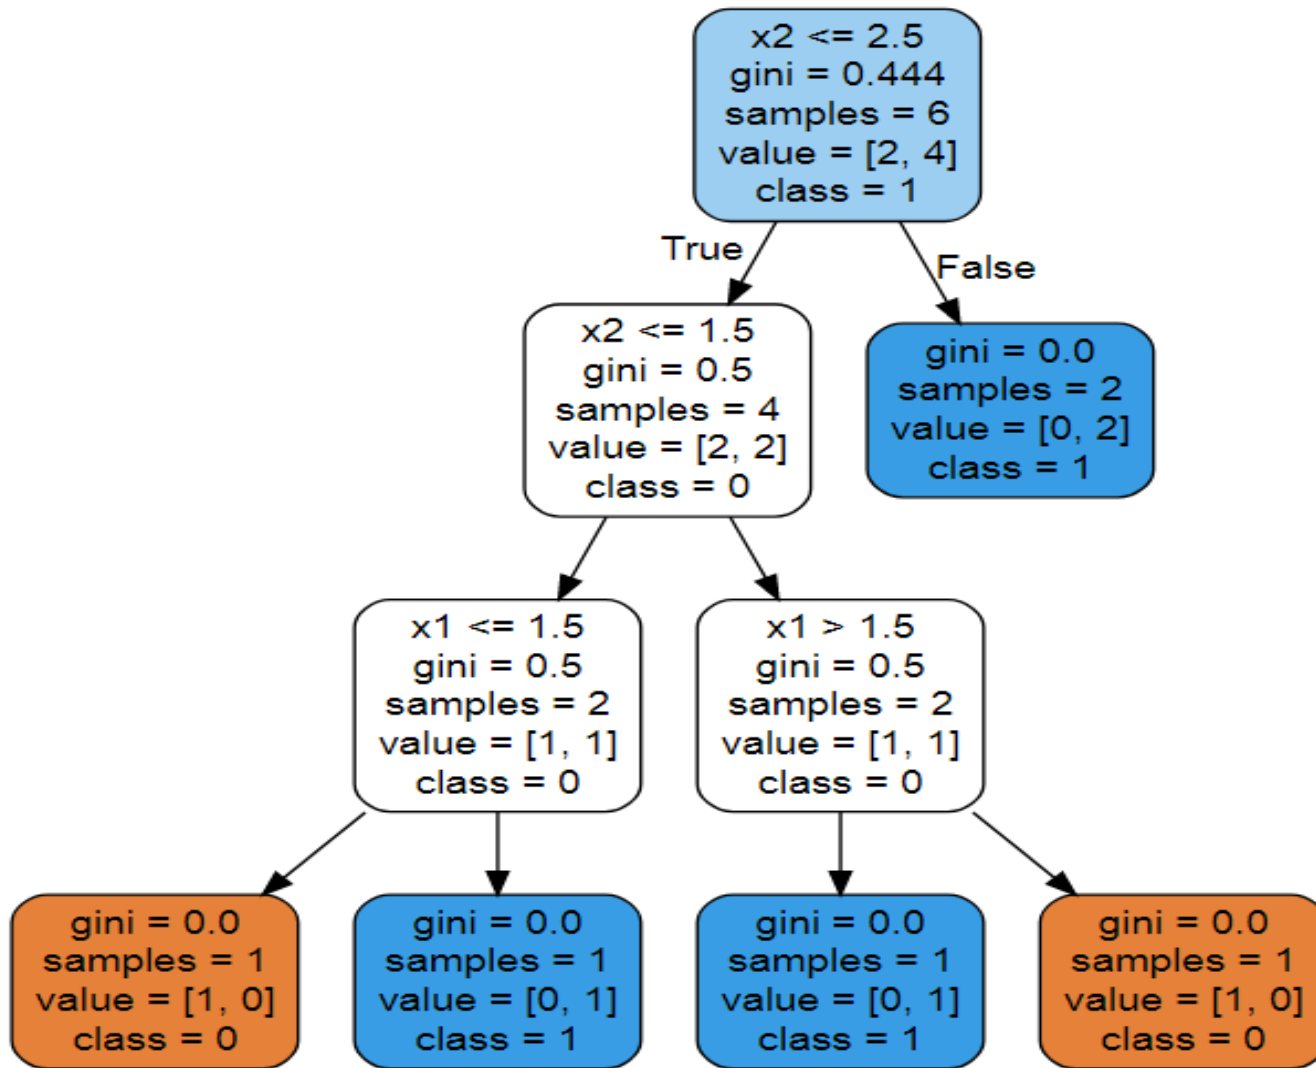 x2 <= 2.5
gini = 0.444
samples = 6
value = [2, 4]
class = 1
True
False
x2 <= 1.5
gini = 0.5
samples = 4
value = [2, 2]
class = 0
gini = 0.0
samples = 2
value = [0, 2]
class = 1
x1 <= 1.5
gini = 0.5
samples = 2
value = [1, 1]
class = 0
x1 > 1.5
gini = 0.5
samples = 2
value = [1, 1]
class = 0
gini = 0.0
samples = 1
value = [1, 0]
class = 0
gini = 0.0
samples = 1
value = [0, 1]
class = 1
gini = 0.0
samples = 1
value = [0, 1]
class = 1
gini = 0.0
samples = 1
value = [1, 0]
class = 0